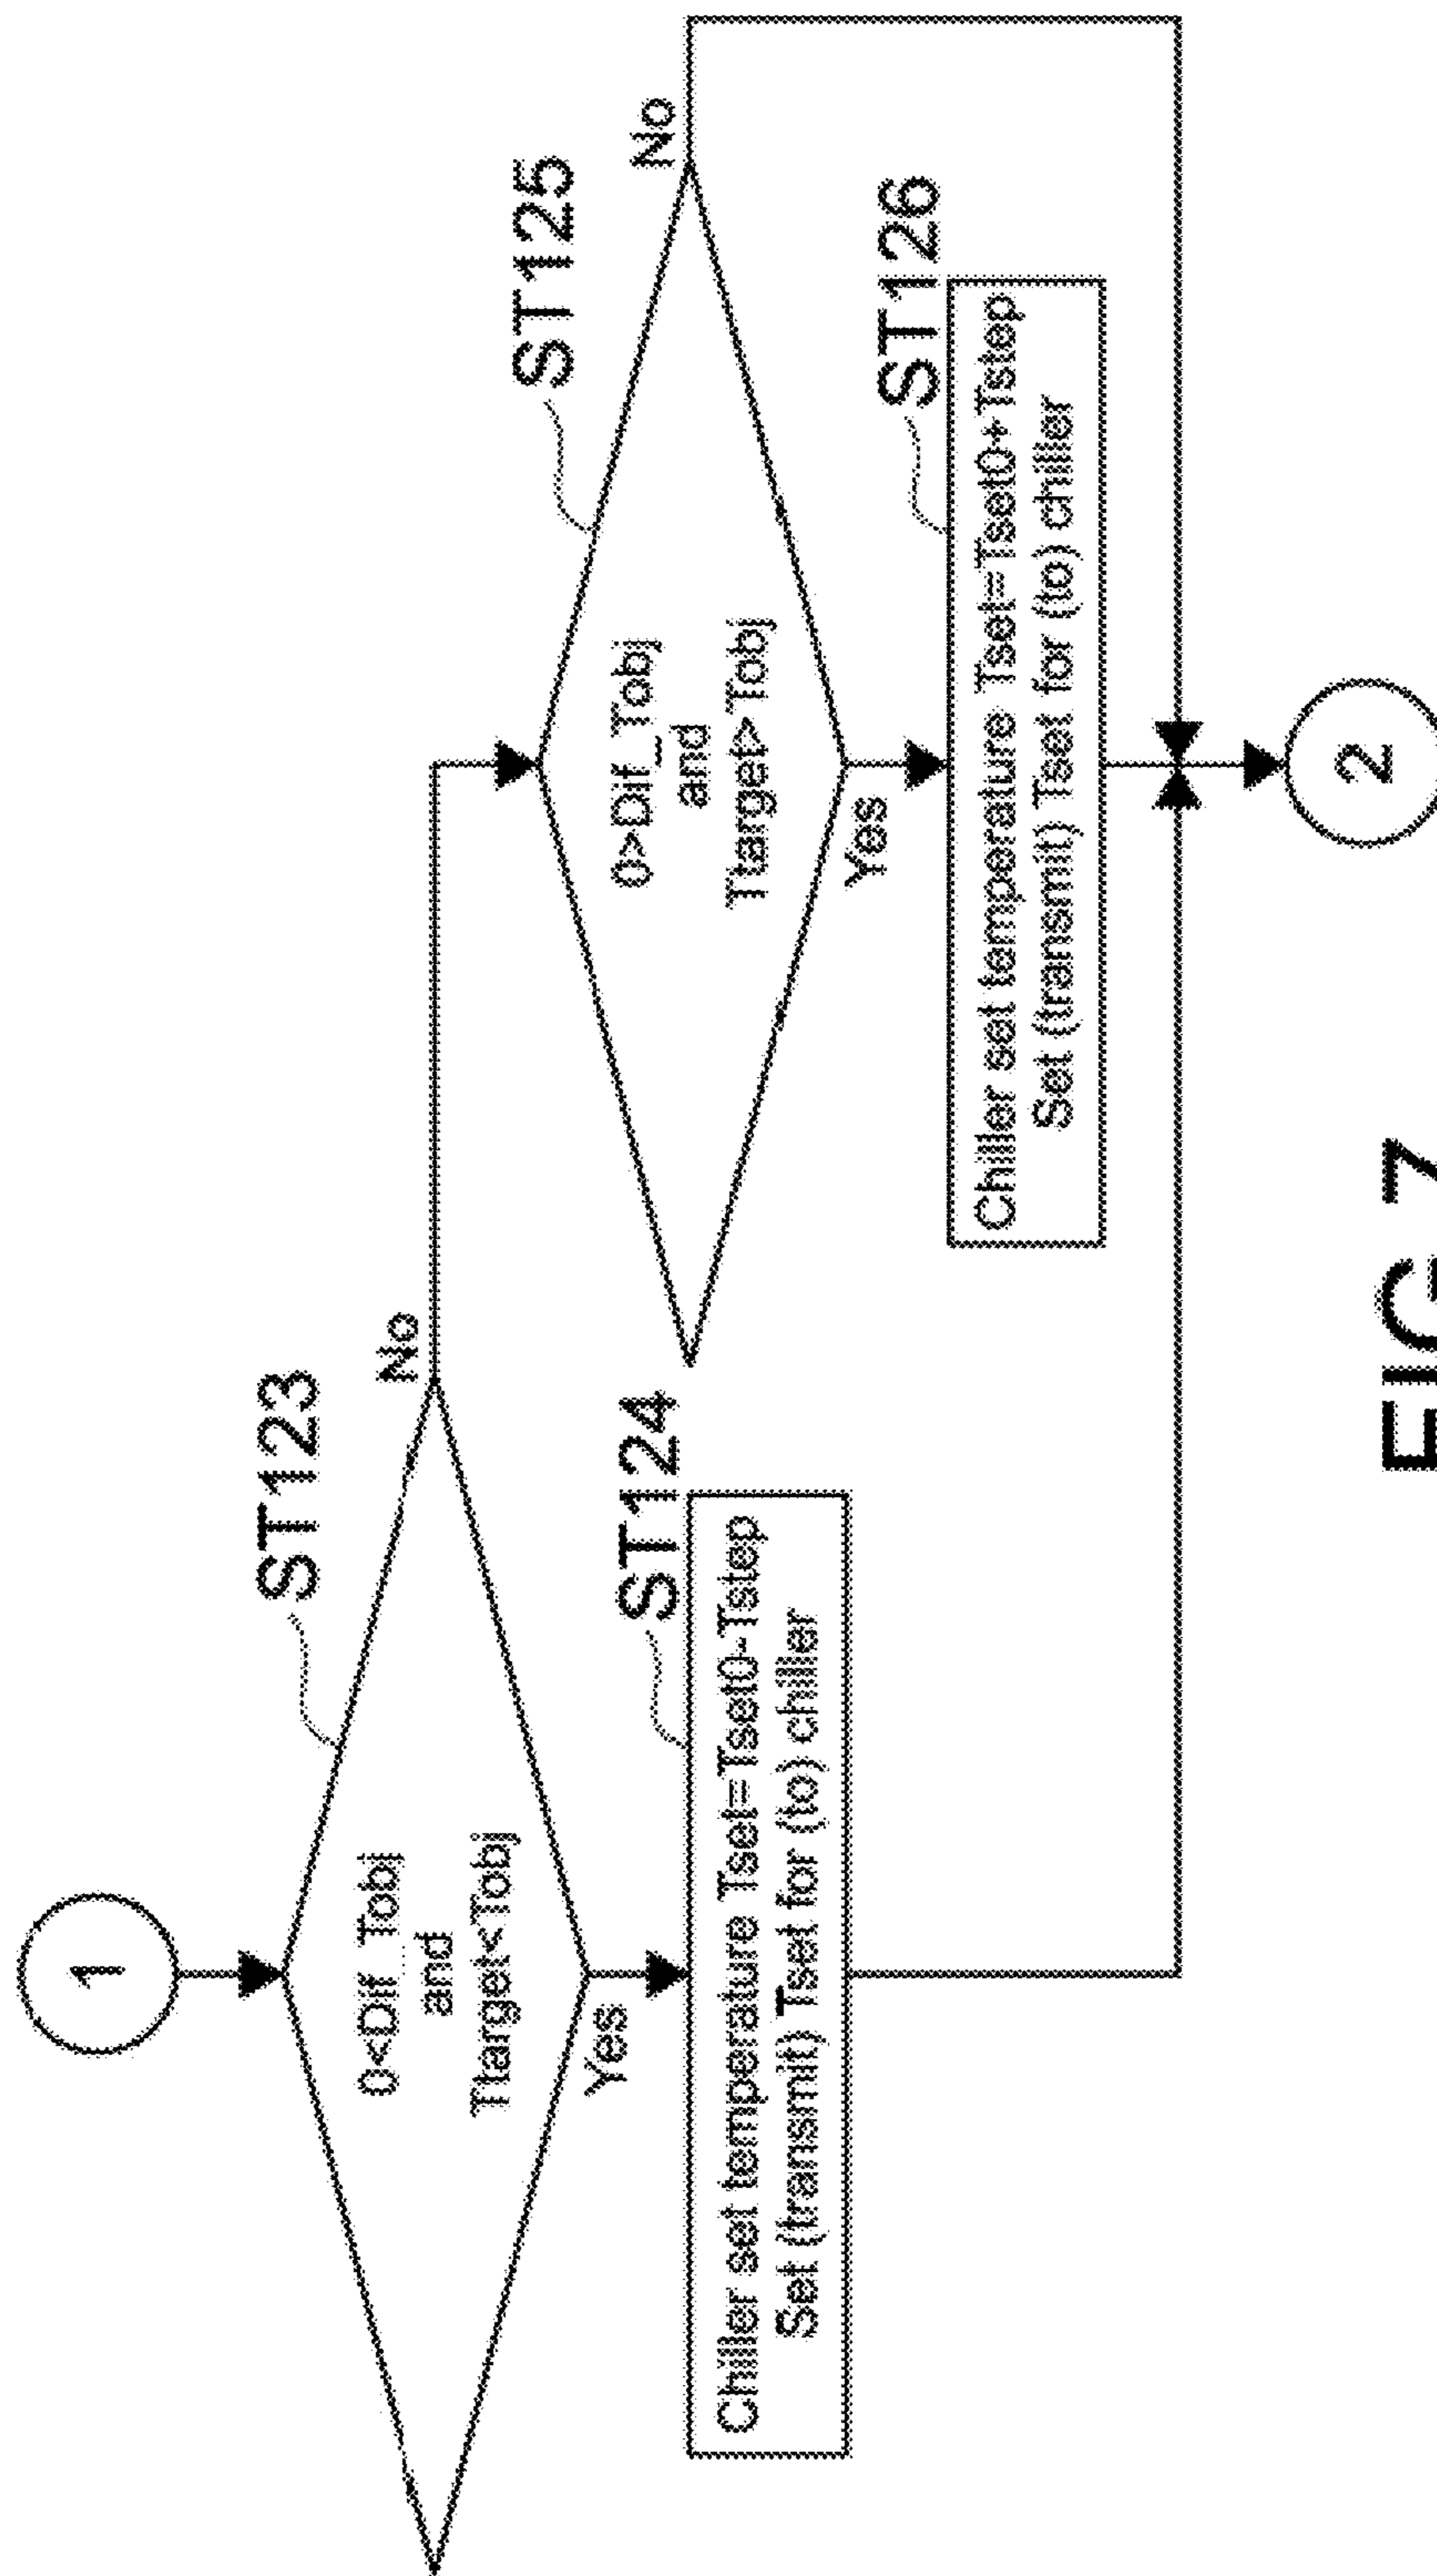 1
ST123
0<Dif_Tobj
and
Ttarget<Tobj
No
Yes
ST124
Chiller set temperature Tset=Tset0-Tstep
Set (transmit) Tset for (to) chiller
ST125
0>Dif_Tobj
and
Ttarget>Tobj
No
Yes
ST126
Chiller set temperature Tset=Tset0+Tstep
Set (transmit) Tset for (to) chiller
2
FIG.7